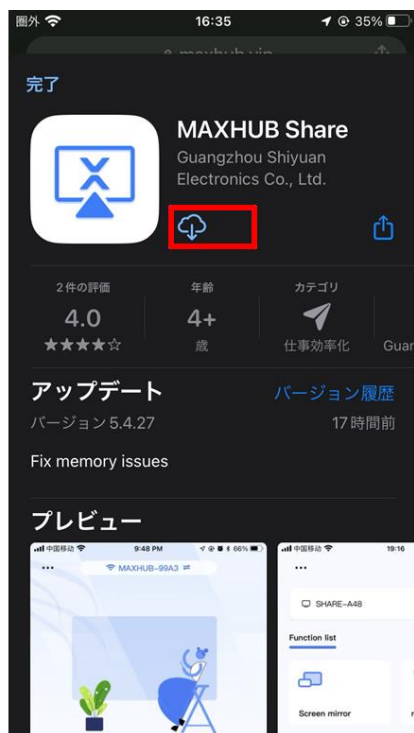 圏外 16:35 35%
maxhub.vip
完了
MAXHUB Share
Guangzhou Shiyuan
Electronics Co., Ltd.
2件の評価 年齢 カテゴリ
4.0 4+
★★★★☆ 歳 仕事効率化 Guar
アップデート バージョン履歴
バージョン 5.4.27 17時間前
Fix memory issues
プレビュー
中国移动 9:48 PM 66% 中国移动 19:16
MAXHUB-99A3
SHARE-A48
Function list
Screen mirror